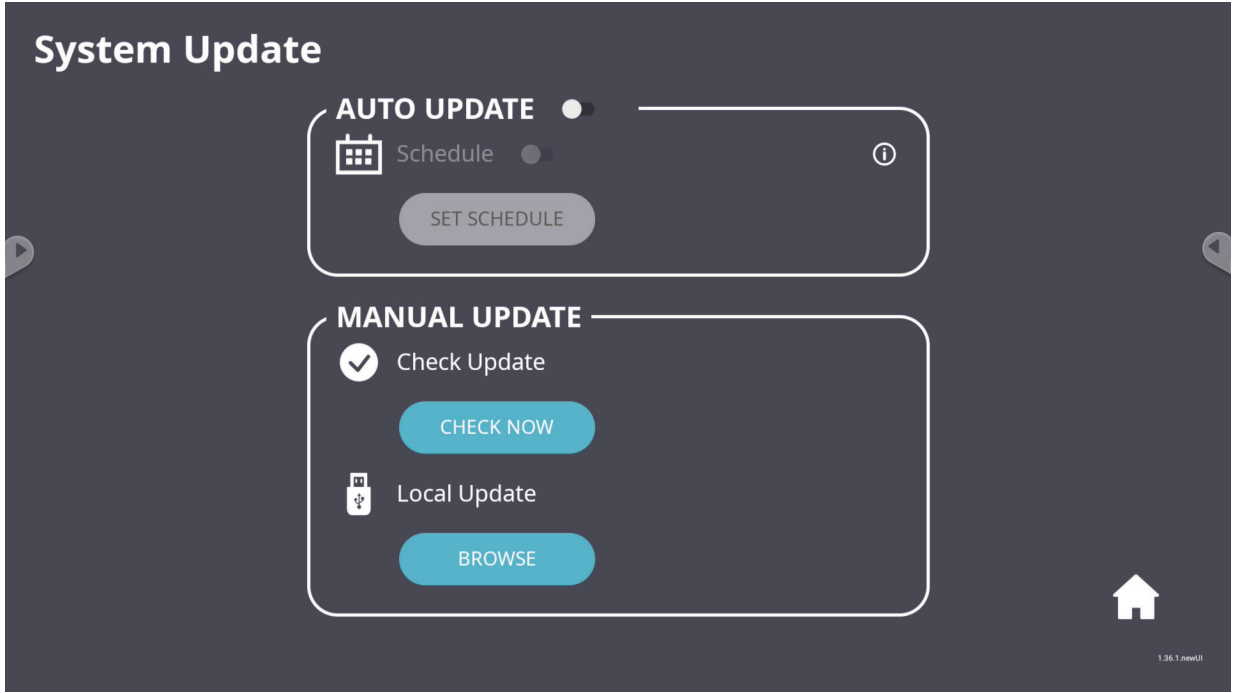 System Update
AUTO UPDATE
Schedule
SET SCHEDULE
MANUAL UPDATE
Check Update
CHECK NOW
Local Update
BROWSE
1.36.1.newUI